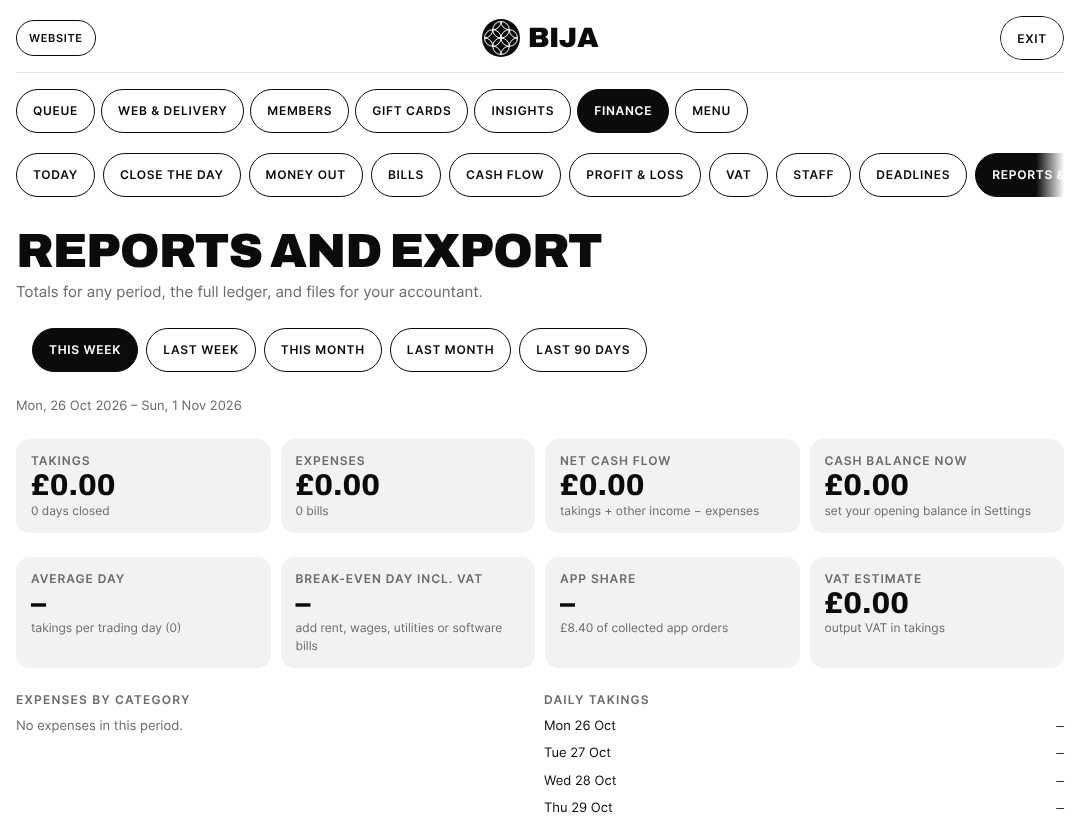 WEBSITE
BIJA
EXIT
QUEUE
WEB & DELIVERY
MEMBERS
GIFT CARDS
INSIGHTS
FINANCE
MENU
TODAY
CLOSE THE DAY
MONEY OUT
BILLS
CASH FLOW
PROFIT & LOSS
VAT
STAFF
DEADLINES
REPORTS &
REPORTS AND EXPORT
Totals for any period, the full ledger, and files for your accountant.
THIS WEEK
LAST WEEK
THIS MONTH
LAST MONTH
LAST 90 DAYS
Mon, 26 Oct 2026 – Sun, 1 Nov 2026
TAKINGS
£0.00
0 days closed
EXPENSES
£0.00
0 bills
NET CASH FLOW
£0.00
takings + other income − expenses
CASH BALANCE NOW
£0.00
set your opening balance in Settings
AVERAGE DAY
–
takings per trading day (0)
BREAK-EVEN DAY INCL. VAT
–
add rent, wages, utilities or software
bills
APP SHARE
–
£8.40 of collected app orders
VAT ESTIMATE
£0.00
output VAT in takings
EXPENSES BY CATEGORY
No expenses in this period.
DAILY TAKINGS
Mon 26 Oct –
Tue 27 Oct –
Wed 28 Oct –
Thu 29 Oct –